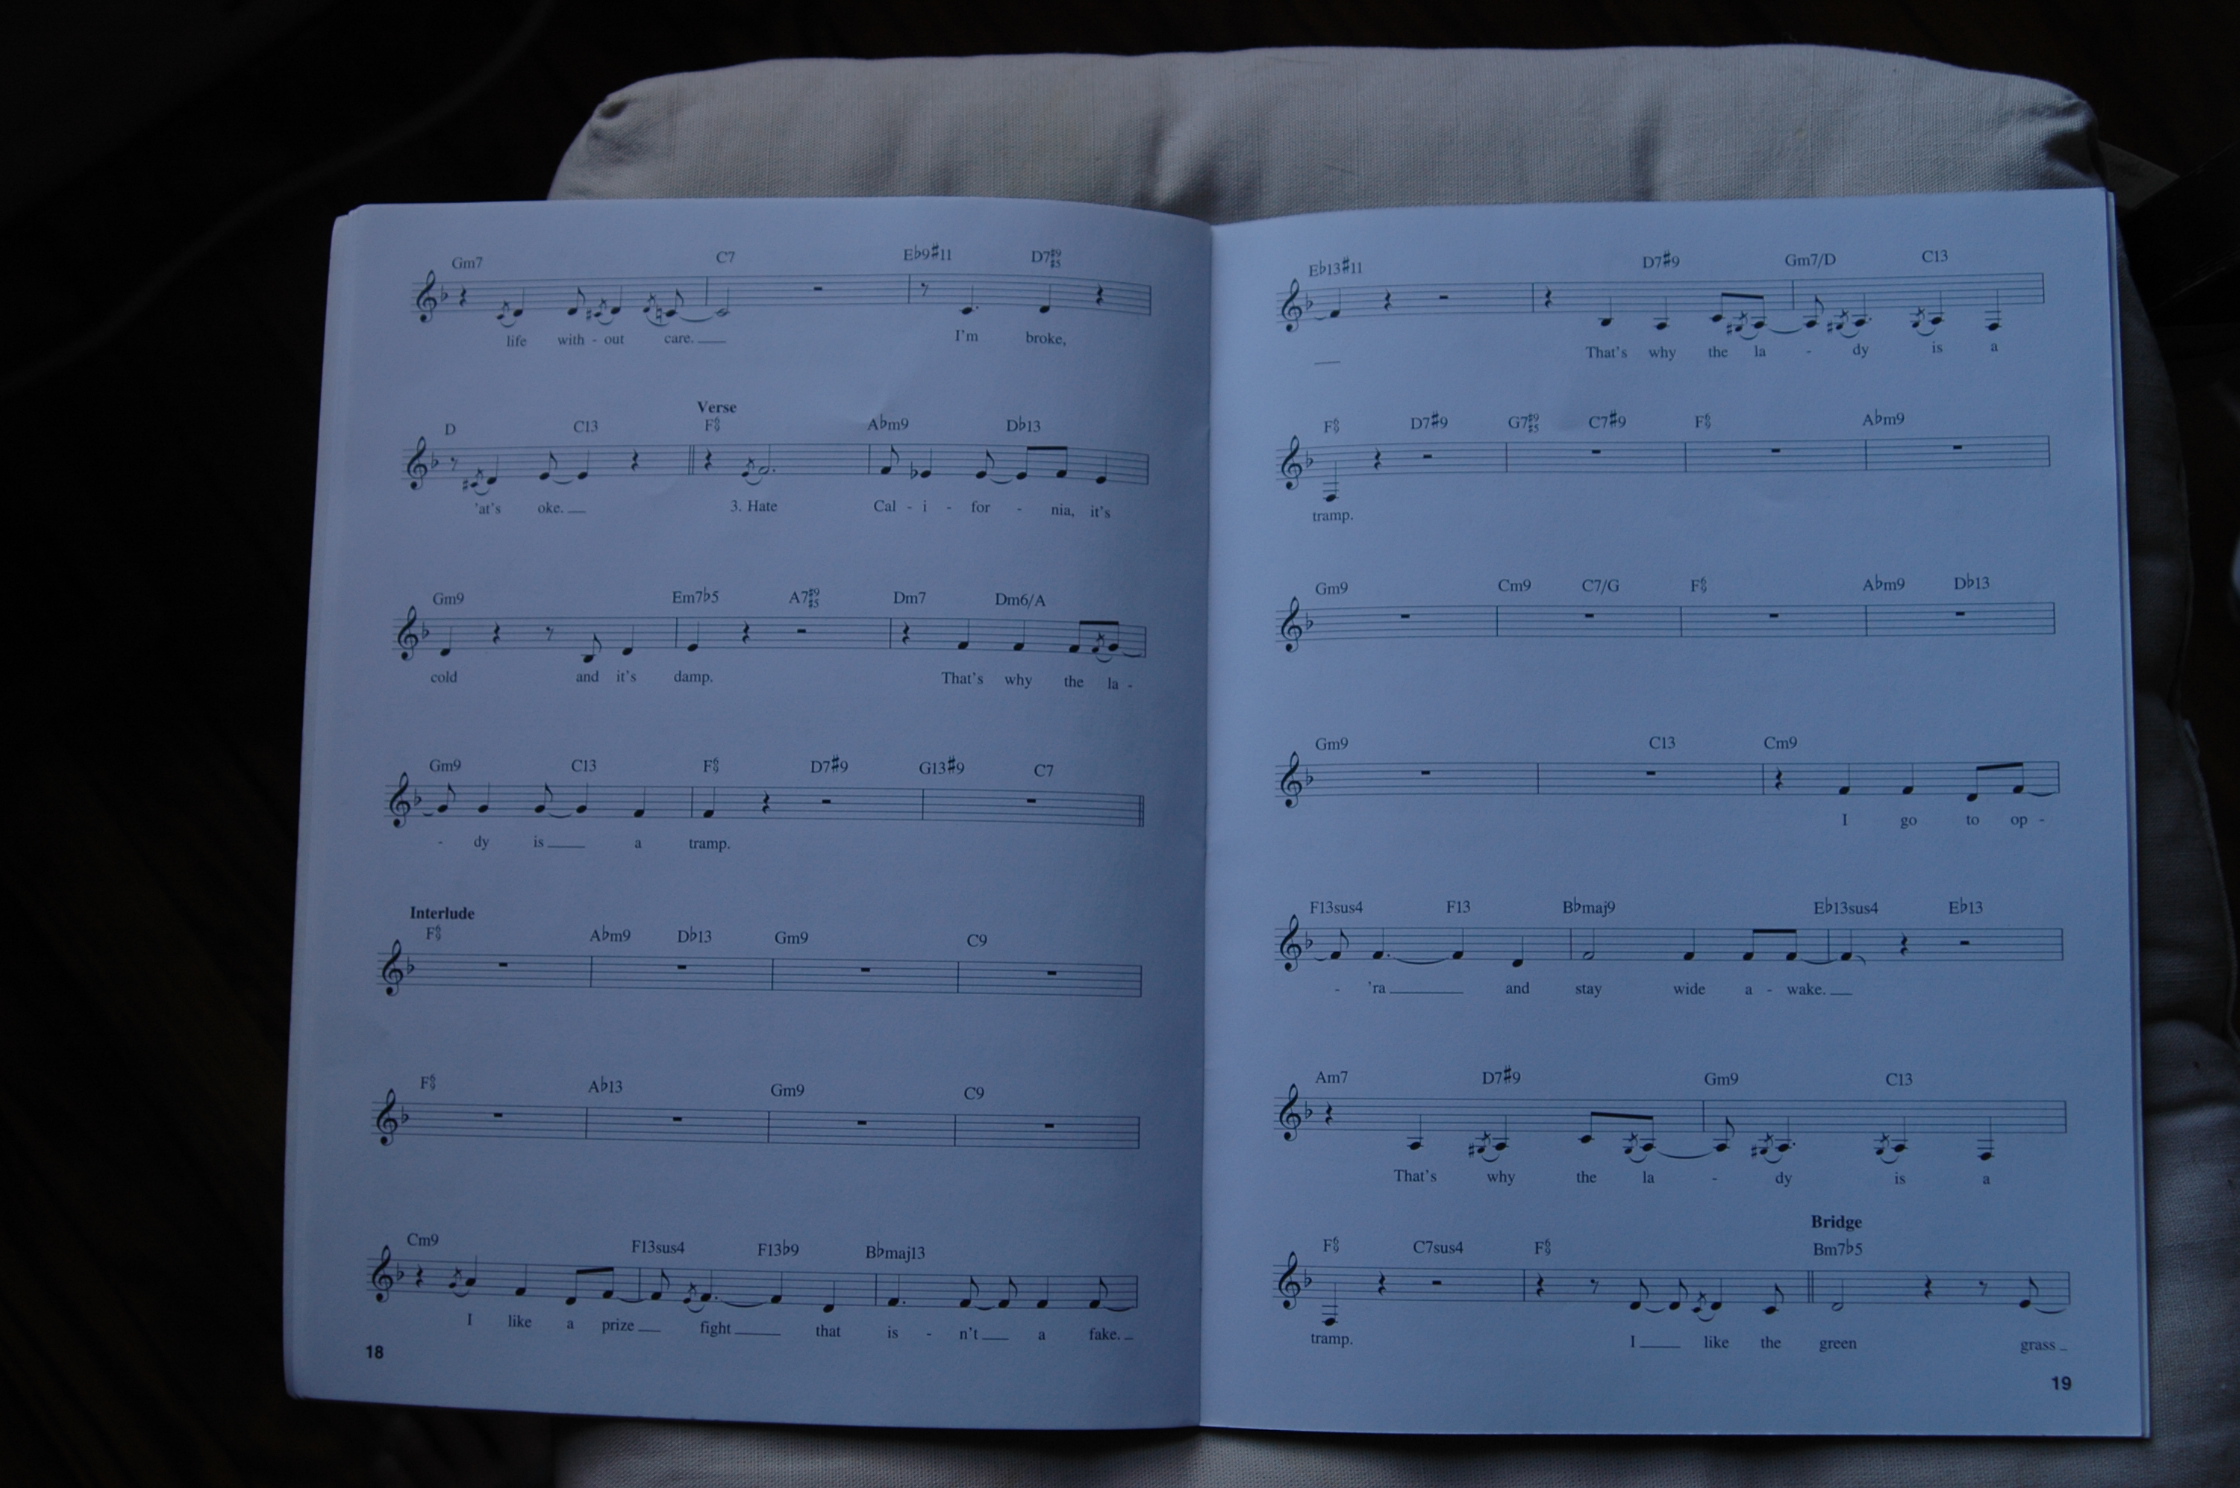 Gm7 C7 E♭9♯11 D7♯9♯5
life with - out care. I'm broke,
Verse
D C13 F6/9 A♭m9 D♭13
'at's oke. 3. Hate Cal - i - for - nia, it's
Gm9 Em7♭5 A7♯9♯5 Dm7 Dm6/A
cold and it's damp. That's why the la -
Gm9 C13 F6/9 D7♯9 G13♯9 C7
- dy is a tramp.
Interlude
F6/9 A♭m9 D♭13 Gm9 C9
F6/9 A♭13 Gm9 C9
Cm9 F13sus4 F13♭9 B♭maj13
I like a prize fight that is - n't a fake.
18
E♭13♯11 D7♯9 Gm7/D C13
That's why the la - dy is a
F6/9 D7♯9 G7♯9♯5 C7♯9 F6/9 A♭m9
tramp.
Gm9 Cm9 C7/G F6/9 A♭m9 D♭13
Gm9 C13 Cm9
I go to op -
F13sus4 F13 B♭maj9 E♭13sus4 E♭13
- 'ra and stay wide a - wake.
Am7 D7♯9 Gm9 C13
That's why the la - dy is a
Bridge
F6/9 C7sus4 F6/9 Bm7♭5
tramp. I like the green grass
19